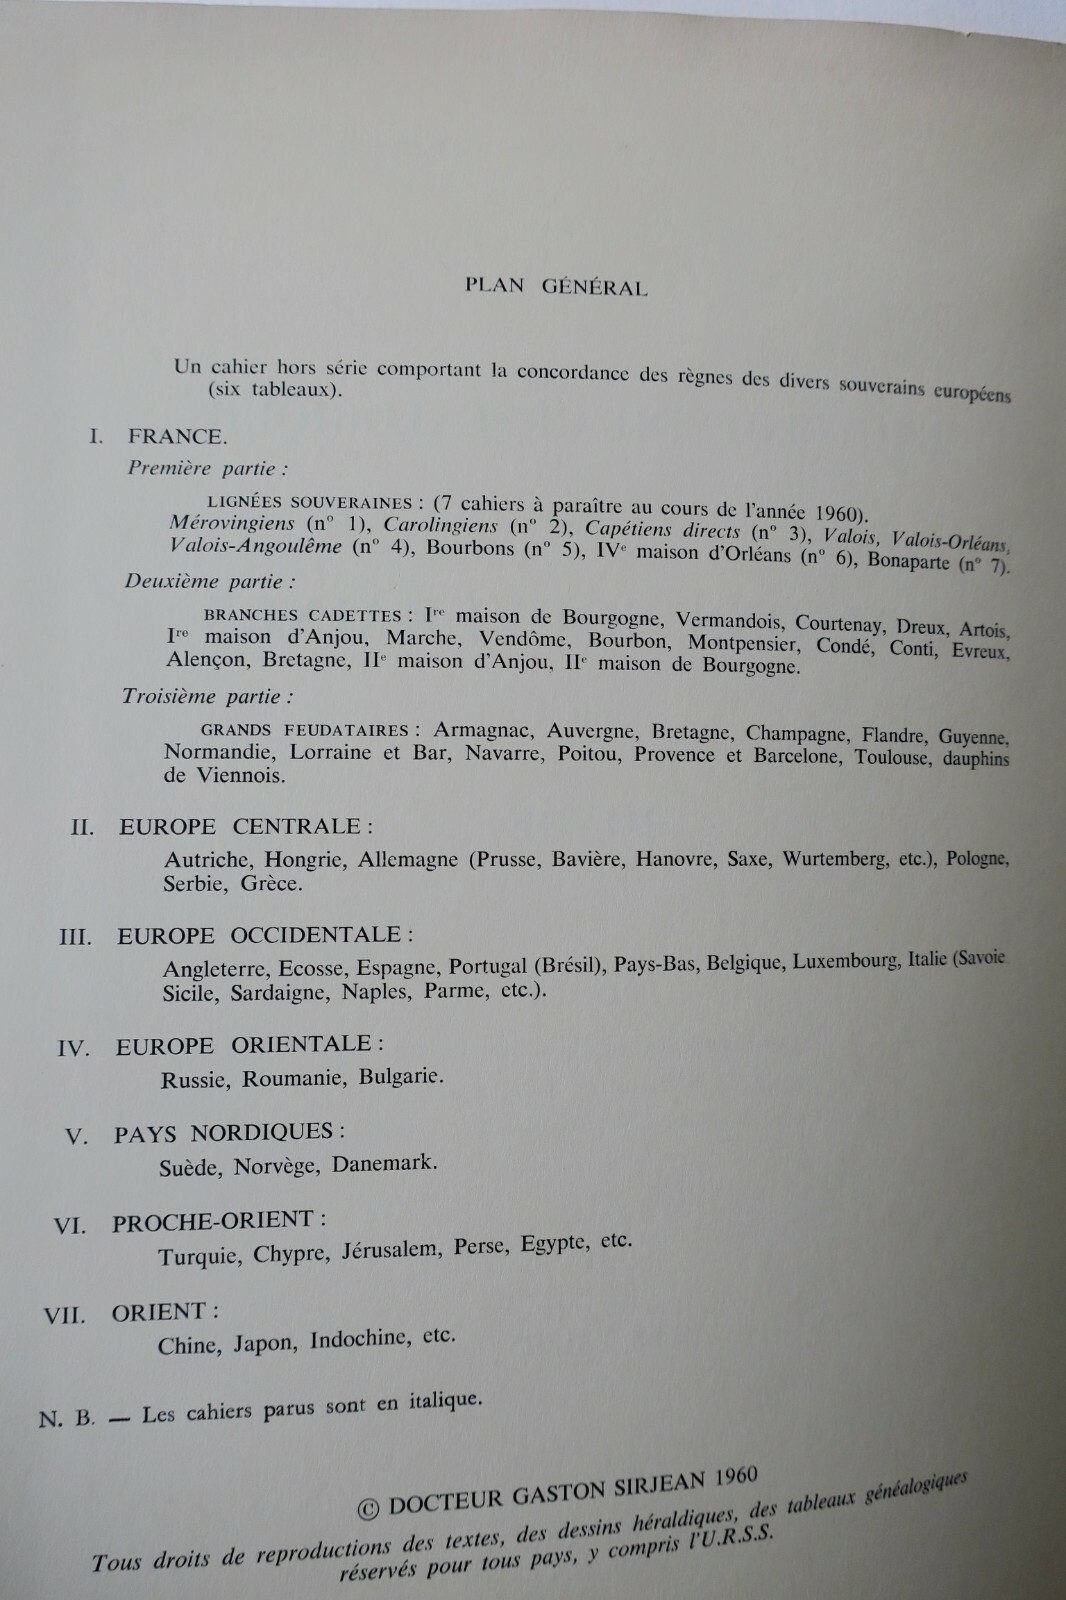 PLAN GÉNÉRAL
Un cahier hors série comportant la concordance des règnes des divers souverains européens
(six tableaux).
I. FRANCE.
Première partie :
LIGNÉES SOUVERAINES : (7 cahiers à paraître au cours de l'année 1960).
Mérovingiens (n° 1), Carolingiens (n° 2), Capétiens directs (n° 3), Valois, Valois-Orléans,
Valois-Angoulême (n° 4), Bourbons (n° 5), IVe maison d'Orléans (n° 6), Bonaparte (n° 7).
Deuxième partie :
BRANCHES CADETTES : Ire maison de Bourgogne, Vermandois, Courtenay, Dreux, Artois,
Ire maison d'Anjou, Marche, Vendôme, Bourbon, Montpensier, Condé, Conti, Evreux,
Alençon, Bretagne, IIe maison d'Anjou, IIe maison de Bourgogne.
Troisième partie :
GRANDS FEUDATAIRES : Armagnac, Auvergne, Bretagne, Champagne, Flandre, Guyenne,
Normandie, Lorraine et Bar, Navarre, Poitou, Provence et Barcelone, Toulouse, dauphins
de Viennois.
II. EUROPE CENTRALE :
Autriche, Hongrie, Allemagne (Prusse, Bavière, Hanovre, Saxe, Wurtemberg, etc.), Pologne,
Serbie, Grèce.
III. EUROPE OCCIDENTALE :
Angleterre, Ecosse, Espagne, Portugal (Brésil), Pays-Bas, Belgique, Luxembourg, Italie (Savoie
Sicile, Sardaigne, Naples, Parme, etc.).
IV. EUROPE ORIENTALE :
Russie, Roumanie, Bulgarie.
V. PAYS NORDIQUES :
Suède, Norvège, Danemark.
VI. PROCHE-ORIENT :
Turquie, Chypre, Jérusalem, Perse, Egypte, etc.
VII. ORIENT :
Chine, Japon, Indochine, etc.
N. B. — Les cahiers parus sont en italique.
© DOCTEUR GASTON SIRJEAN 1960
Tous droits de reproductions des textes, des dessins héraldiques, des tableaux généalogiques
réservés pour tous pays, y compris l'U.R.S.S.